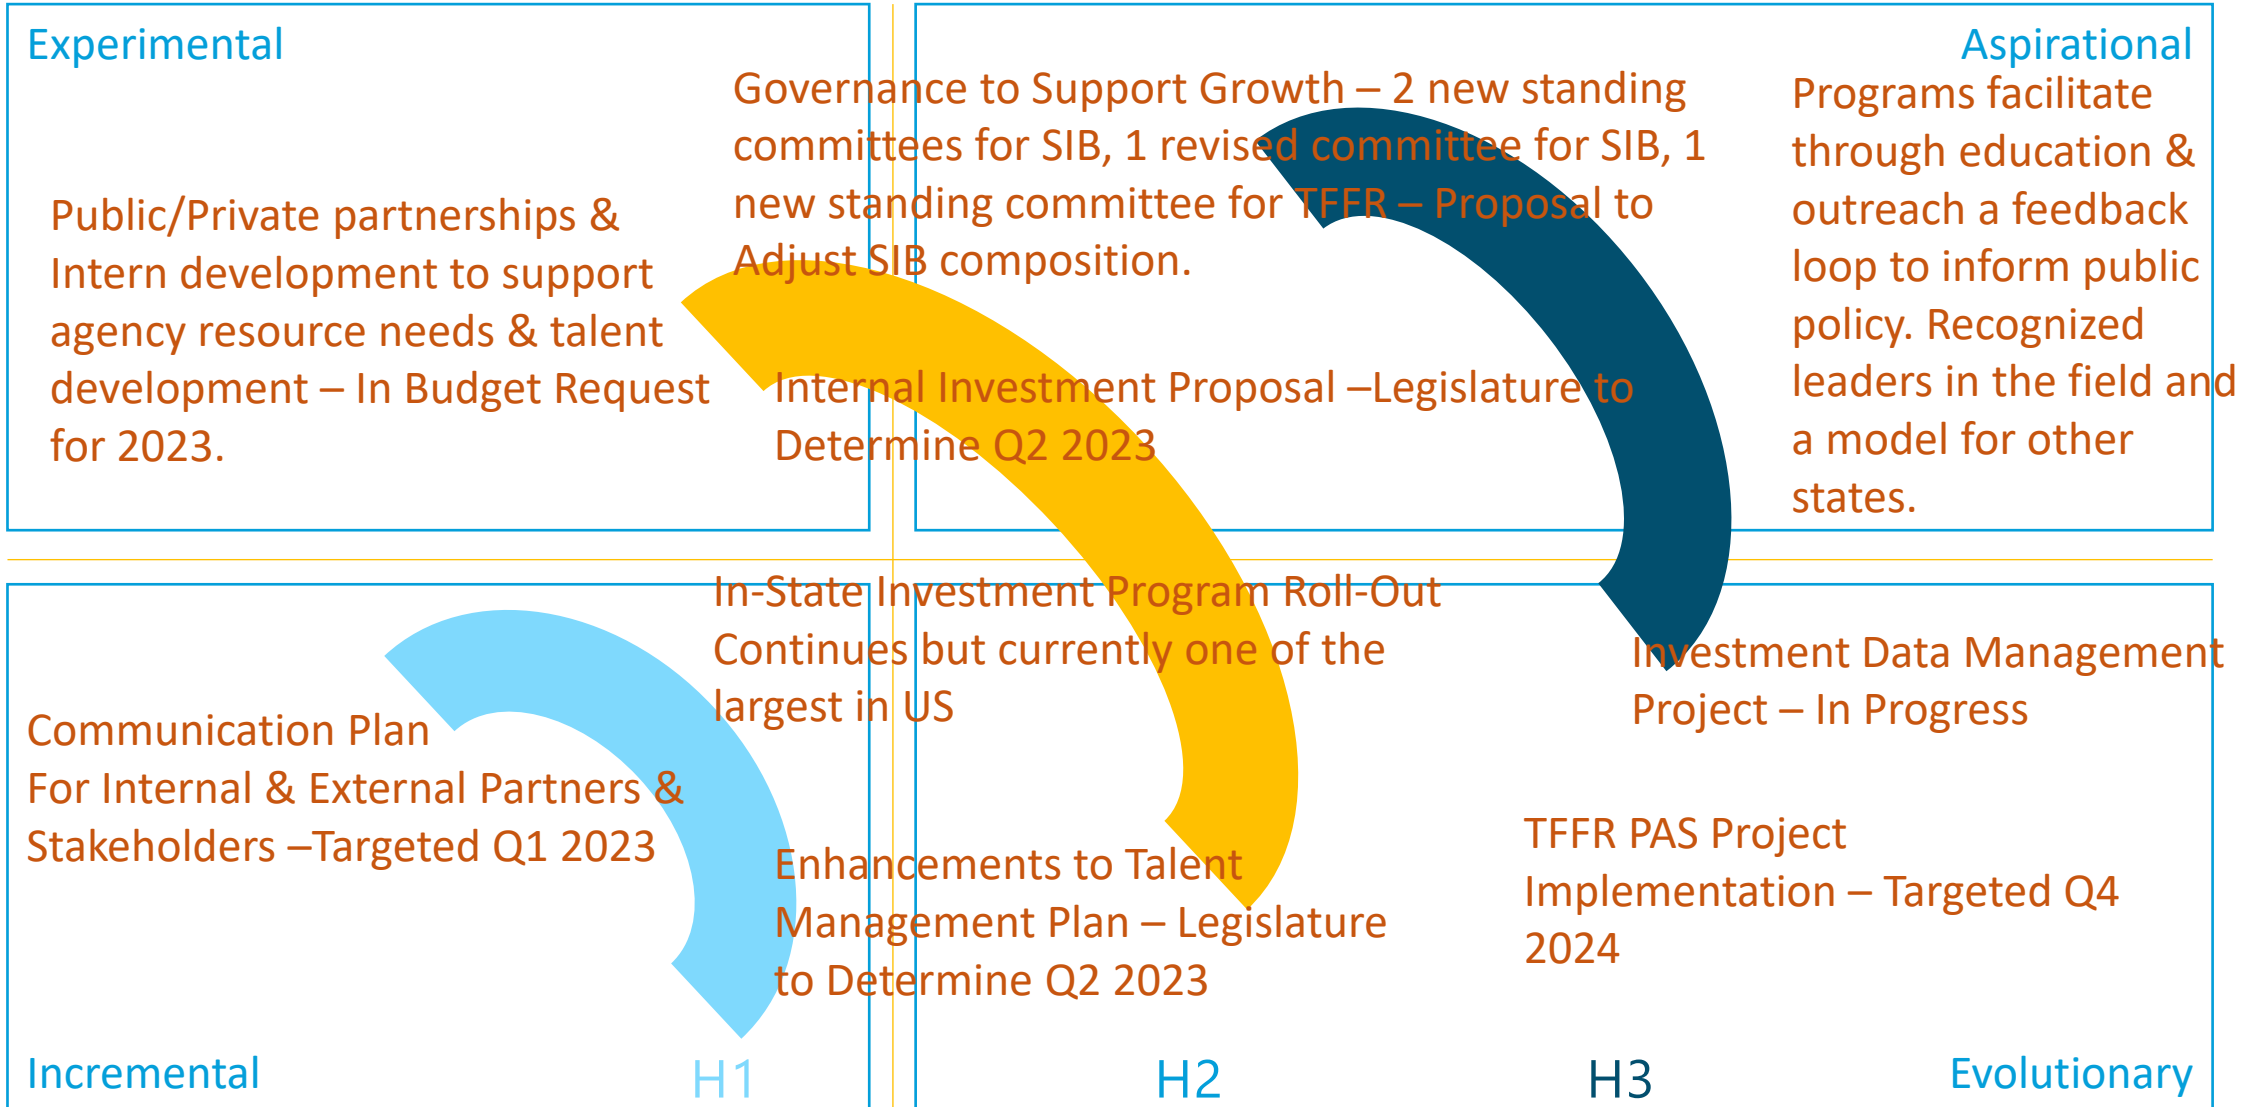 Experimental
Aspirational
Governance to Support Growth – 2 new standing
committees for SIB, 1 revised committee for SIB, 1
new standing committee for TFFR – Proposal to
Adjust SIB composition.
Programs facilitate
through education &
outreach a feedback
loop to inform public
policy. Recognized
leaders in the field and
a model for other
states.
Public/Private partnerships &
Intern development to support
agency resource needs & talent
development – In Budget Request
for 2023.
Internal Investment Proposal –Legislature to
Determine Q2 2023
In-State Investment Program Roll-Out
Continues but currently one of the
largest in US
Investment Data Management
Project – In Progress
Communication Plan
For Internal & External Partners &
Stakeholders –Targeted Q1 2023
Enhancements to Talent
Management Plan – Legislature
to Determine Q2 2023
TFFR PAS Project
Implementation – Targeted Q4
2024
Incremental
H1
H2
H3
Evolutionary